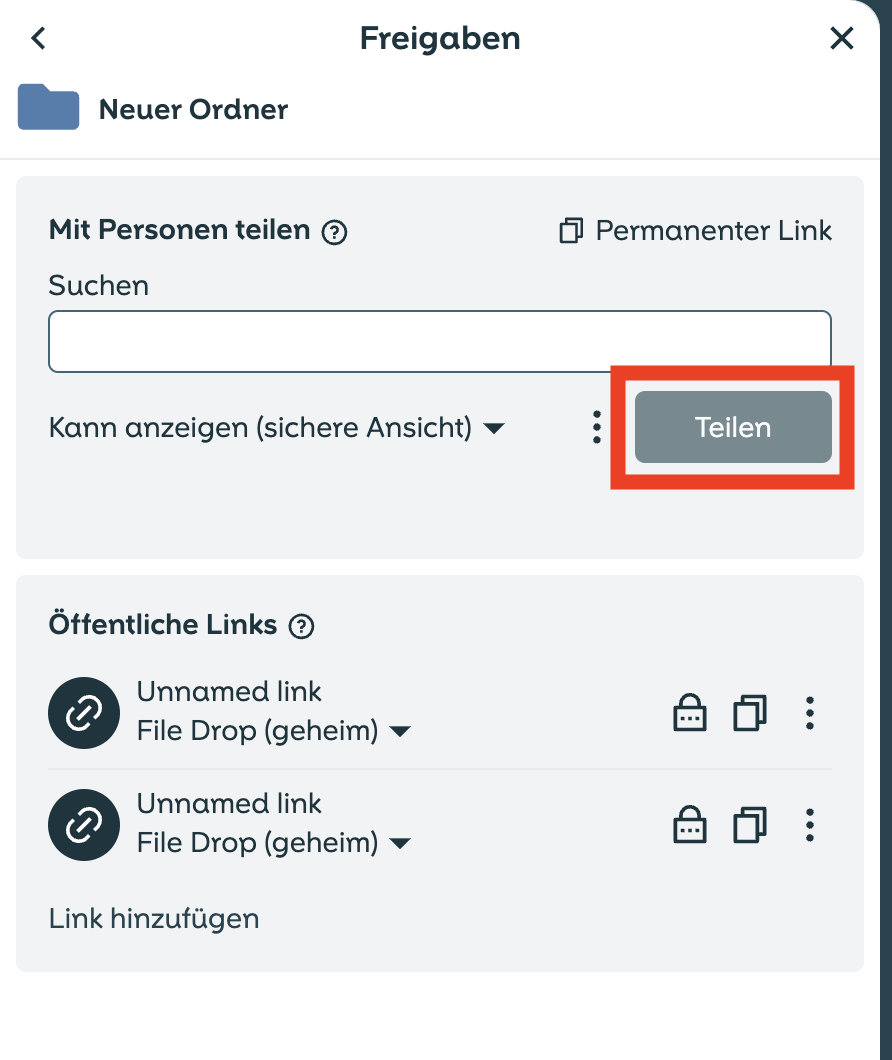 Freigaben
Neuer Ordner
Mit Personen teilen
Permanenter Link
Suchen
Kann anzeigen (sichere Ansicht)
Teilen
Öffentliche Links
Unnamed link
File Drop (geheim)
Unnamed link
File Drop (geheim)
Link hinzufügen